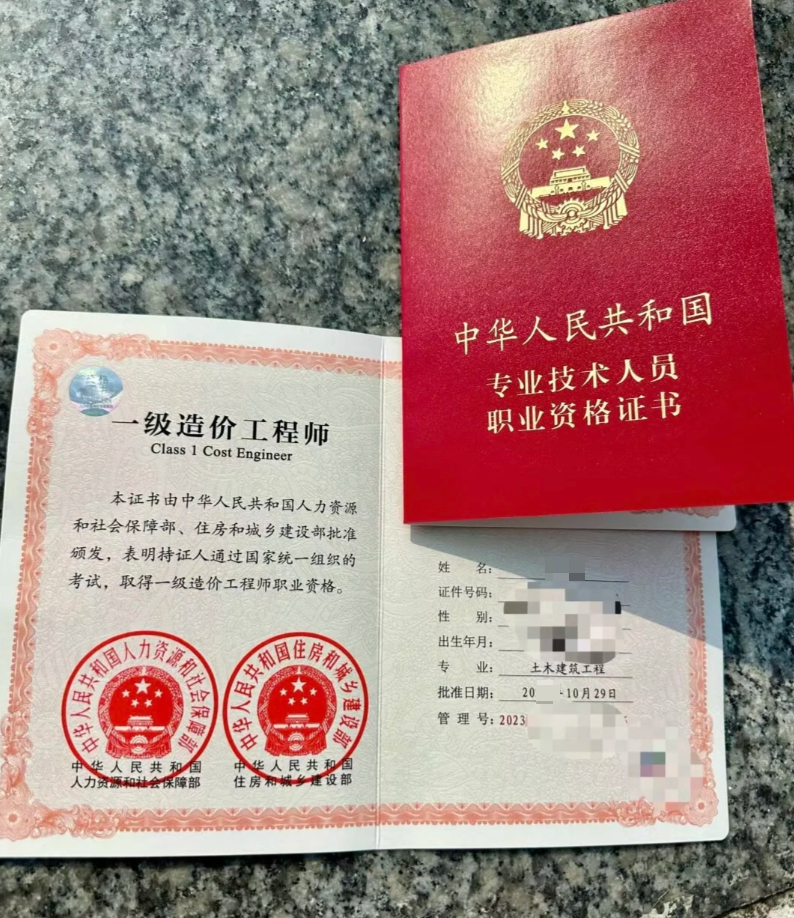 中华人民共和国
专业技术人员
职业资格证书
一级造价工程师
Class 1 Cost Engineer
本证书由中华人民共和国人力资源
和社会保障部、住房和城乡建设部批准
颁发，表明持证人通过国家统一组织的
考试，取得一级造价工程师职业资格。
中华人民共和国人力资源和社会保障部
中华人民共和国住房和城乡建设部
中华人民共和国
人力资源和社会保障部
中华人民共和国
住房和城乡建设部
姓名：
证件号码：
性别：
出生年月：
专业：土木建筑工程
批准日期：20 -10月29日
管理号：2023